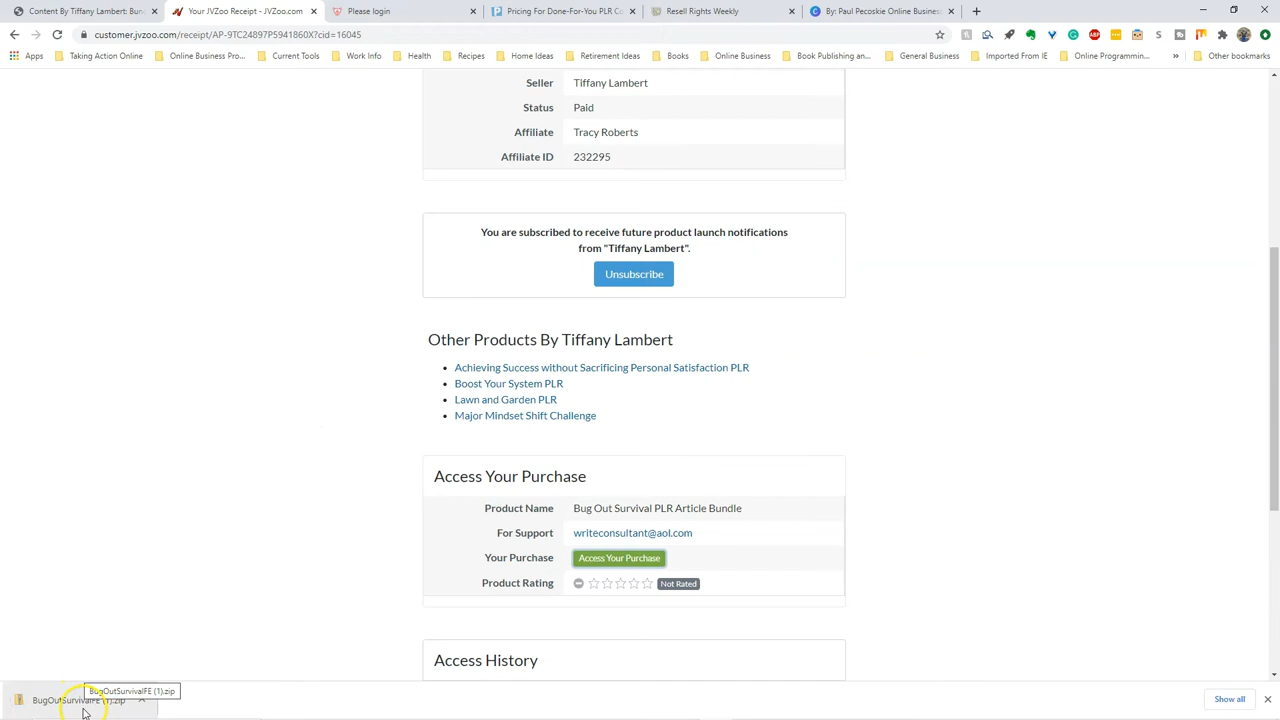 Content By Tiffany Lambert: Bun
Your JVZoo Receipt - JVZoo.com
Please login
Pricing For Done-For-You PLR Co
Resell Rights Weekly
By: Paul Pecoskie Online Busines
customer.jvzoo.com/receipt/AP-9TC24897P5941860X?cid=16045
Apps
Taking Action Online
Online Business Pro...
Current Tools
Work Info
Health
Recipes
Home Ideas
Retirement Ideas
Books
Online Business
Book Publishing an...
General Business
Imported From IE
Online Programmin...
»
Other bookmarks
Seller Tiffany Lambert
Status Paid
Affiliate Tracy Roberts
Affiliate ID 232295
You are subscribed to receive future product launch notifications
from "Tiffany Lambert".
Unsubscribe
Other Products By Tiffany Lambert
• Achieving Success without Sacrificing Personal Satisfaction PLR
• Boost Your System PLR
• Lawn and Garden PLR
• Major Mindset Shift Challenge
Access Your Purchase
Product Name Bug Out Survival PLR Article Bundle
For Support writeconsultant@aol.com
Your Purchase Access Your Purchase
Product Rating Not Rated
Access History
BugOutSurvivalFE (1).zip
BugOutSurvivalFE (1).zip
Show all